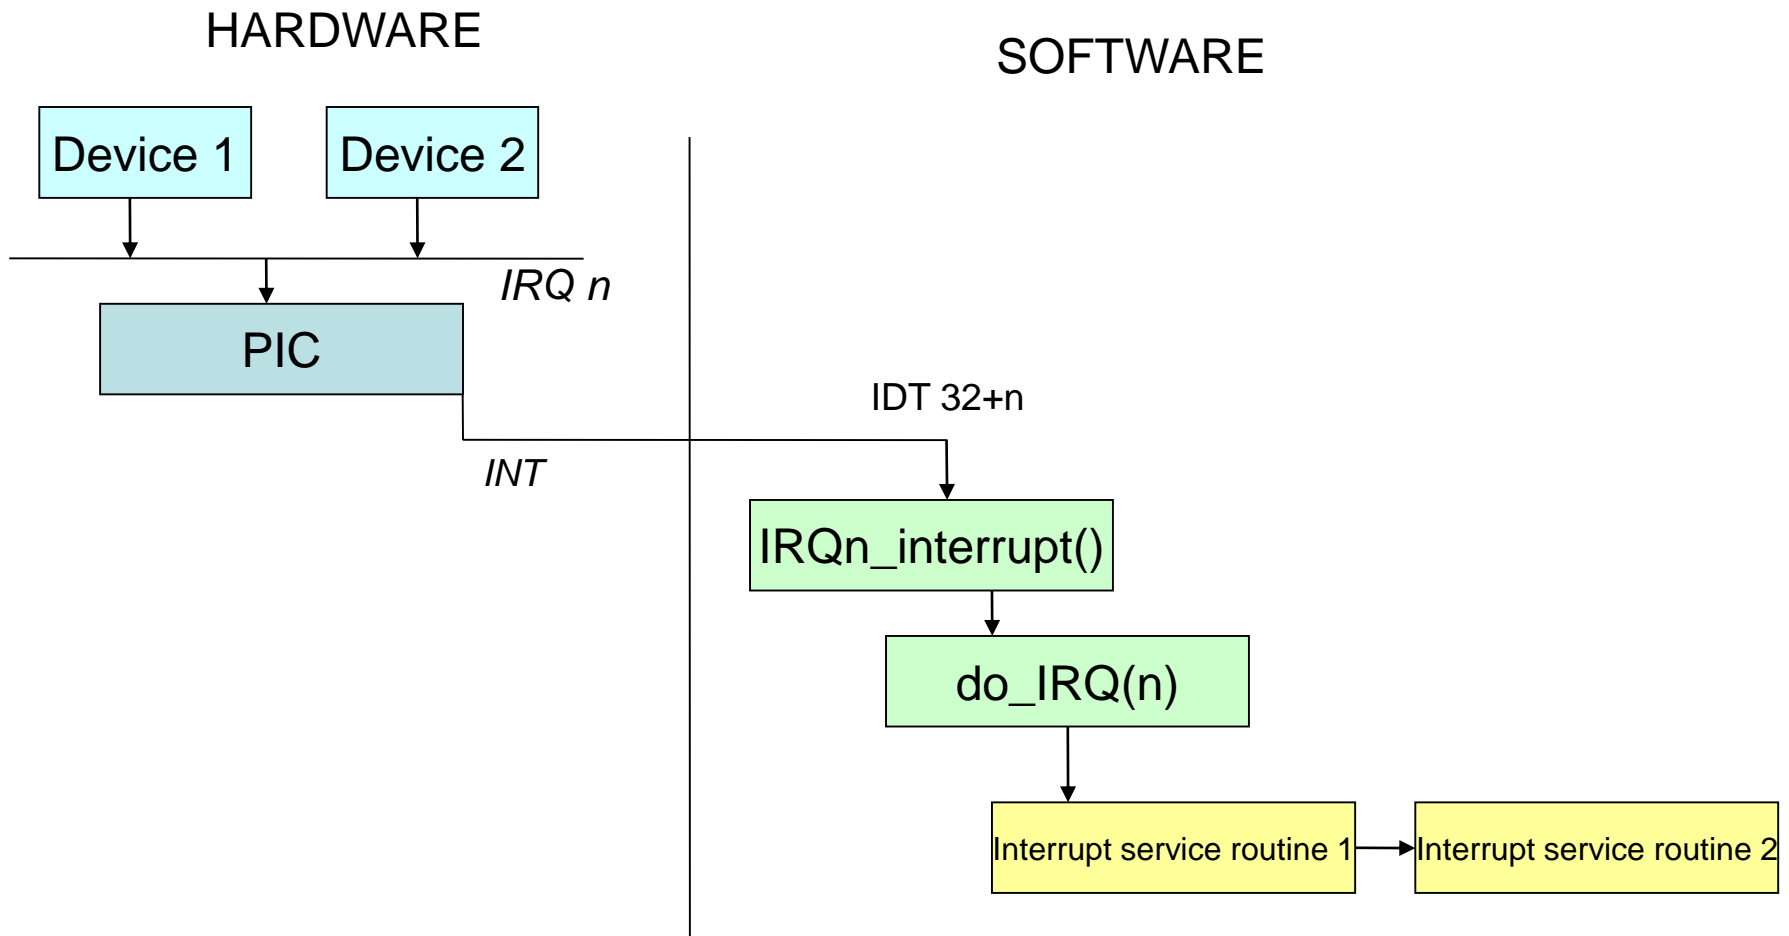 HARDWARE
SOFTWARE
Device 1
Device 2
IRQ n
PIC
IDT 32+n
INT
IRQn_interrupt()
do_IRQ(n)
Interrupt service routine 1
Interrupt service routine 2